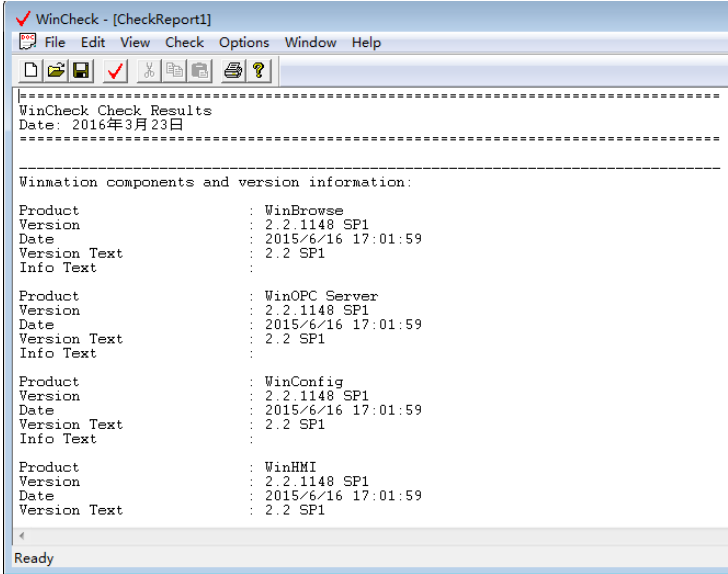 WinCheck - [CheckReport1]
File Edit View Check Options Window Help
================================================================================
WinCheck Check Results
Date: 2016年3月23日
================================================================================
________________________________________________________________________________
Winmation components and version information:
Product : WinBrowse
Version : 2.2.1148 SP1
Date : 2015/6/16 17:01:59
Version Text : 2.2 SP1
Info Text :
Product : WinOPC Server
Version : 2.2.1148 SP1
Date : 2015/6/16 17:01:59
Version Text : 2.2 SP1
Info Text :
Product : WinConfig
Version : 2.2.1148 SP1
Date : 2015/6/16 17:01:59
Version Text : 2.2 SP1
Info Text :
Product : WinHMI
Version : 2.2.1148 SP1
Date : 2015/6/16 17:01:59
Version Text : 2.2 SP1
Ready